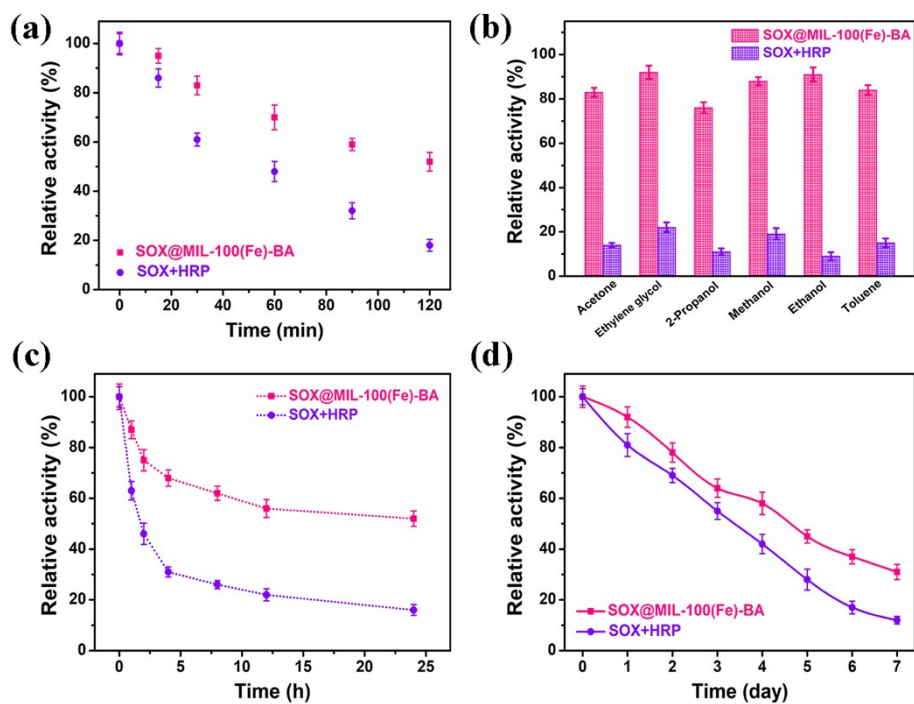 (a)
Relative activity (%)
100
80
60
40
20
0
SOX@MIL-100(Fe)-BA
SOX+HRP
0 20 40 60 80 100 120
Time (min)
(b)
Relative activity (%)
100
80
60
40
20
0
SOX@MIL-100(Fe)-BA
SOX+HRP
Acetone
Ethylene glycol
2-Propanol
Methanol
Ethanol
Toluene
(c)
Relative activity (%)
100
80
60
40
20
0
SOX@MIL-100(Fe)-BA
SOX+HRP
0 5 10 15 20 25
Time (h)
(d)
Relative activity (%)
100
80
60
40
20
0
SOX@MIL-100(Fe)-BA
SOX+HRP
0 1 2 3 4 5 6 7
Time (day)